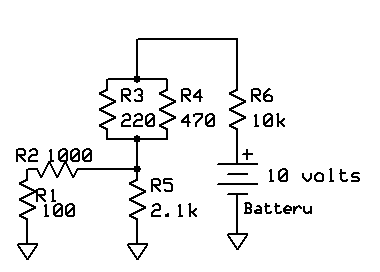 R3
220
R4
470
R6
10k
R2 1000
R1
100
R5
2.1k
+
10 volts
Batteru